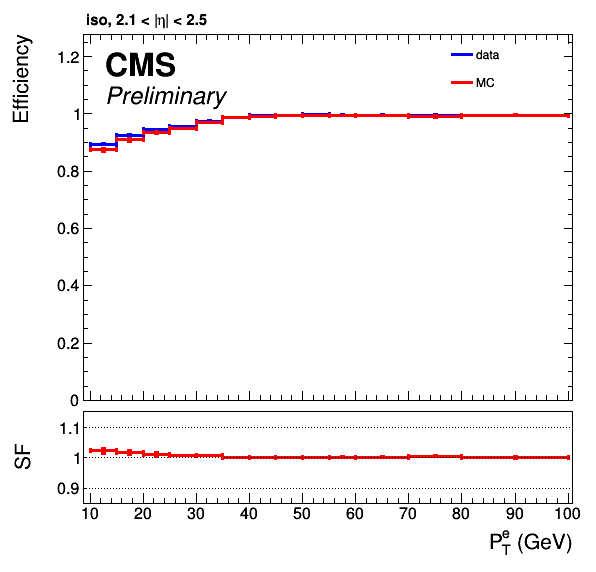 iso, 2.1 < |η| < 2.5
Efficiency
CMS
Preliminary
data
MC
1.2
1
0.8
0.6
0.4
0.2
0
SF
1.1
1
0.9
10 20 30 40 50 60 70 80 90 100
P_T^e (GeV)